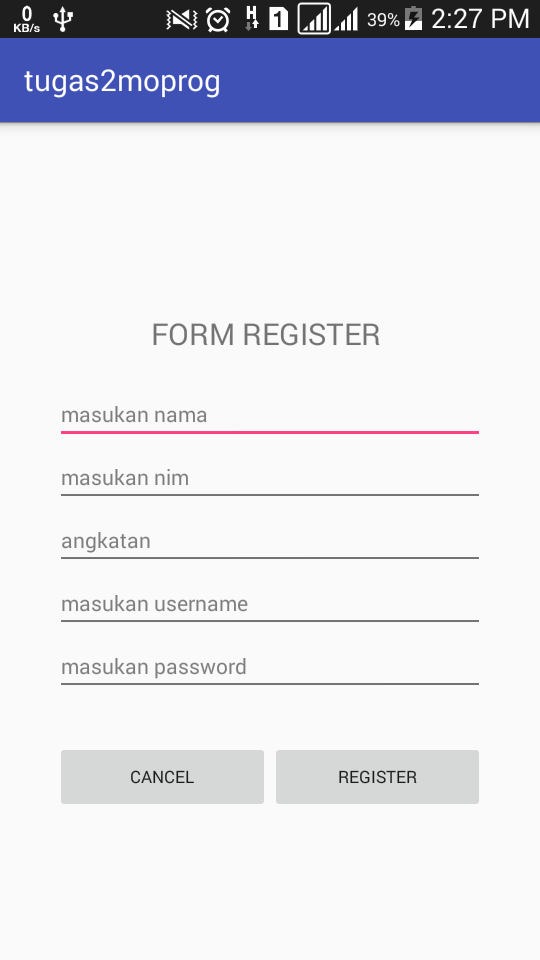 0 KB/s H 1 39% 2:27 PM
tugas2moprog
FORM REGISTER
masukan nama
masukan nim
angkatan
masukan username
masukan password
CANCEL REGISTER